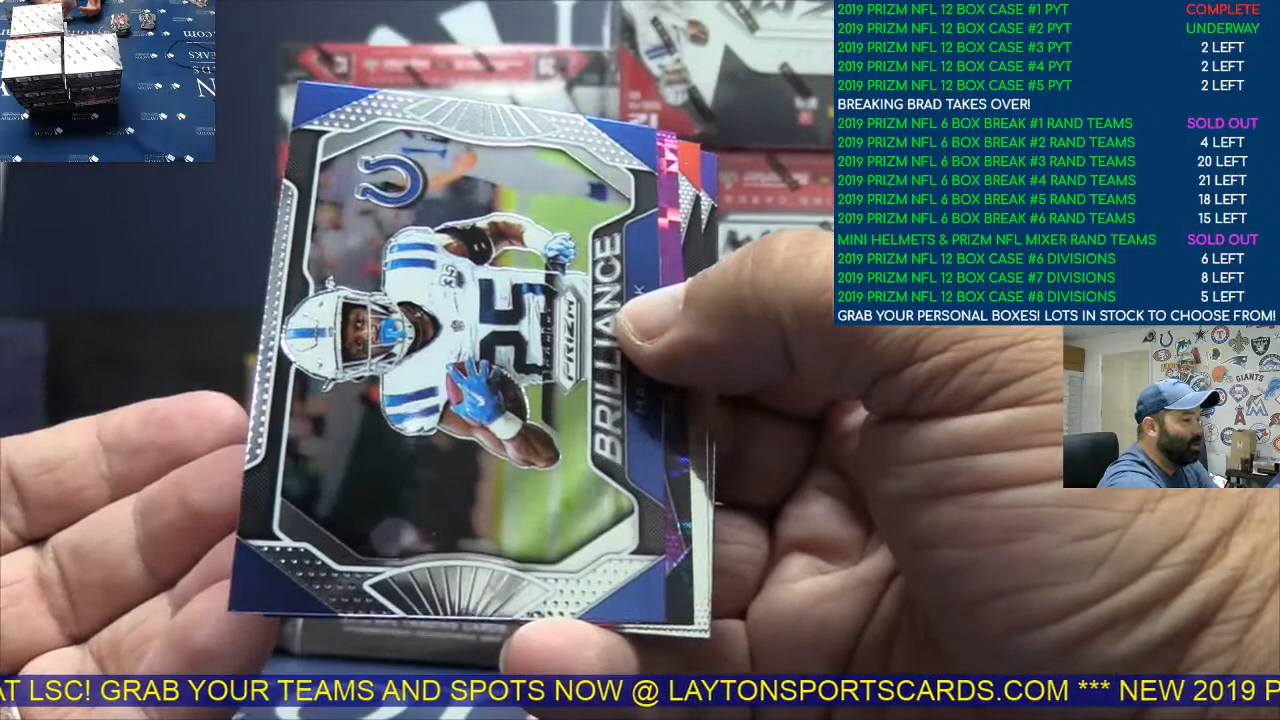 2019 PRIZM NFL 12 BOX CASE #1 PYT COMPLETE
2019 PRIZM NFL 12 BOX CASE #2 PYT UNDERWAY
2019 PRIZM NFL 12 BOX CASE #3 PYT 2 LEFT
2019 PRIZM NFL 12 BOX CASE #4 PYT 2 LEFT
2019 PRIZM NFL 12 BOX CASE #5 PYT 2 LEFT
BREAKING BRAD TAKES OVER!
2019 PRIZM NFL 6 BOX BREAK #1 RAND TEAMS SOLD OUT
2019 PRIZM NFL 6 BOX BREAK #2 RAND TEAMS 4 LEFT
2019 PRIZM NFL 6 BOX BREAK #3 RAND TEAMS 20 LEFT
2019 PRIZM NFL 6 BOX BREAK #4 RAND TEAMS 21 LEFT
2019 PRIZM NFL 6 BOX BREAK #5 RAND TEAMS 18 LEFT
2019 PRIZM NFL 6 BOX BREAK #6 RAND TEAMS 15 LEFT
MINI HELMETS & PRIZM NFL MIXER RAND TEAMS SOLD OUT
2019 PRIZM NFL 12 BOX CASE #6 DIVISIONS 6 LEFT
2019 PRIZM NFL 12 BOX CASE #7 DIVISIONS 8 LEFT
2019 PRIZM NFL 12 BOX CASE #8 DIVISIONS 5 LEFT
GRAB YOUR PERSONAL BOXES! LOTS IN STOCK TO CHOOSE FROM!
BRILLIANCE
PRIZM
25
GIANTS
AT LSC! GRAB YOUR TEAMS AND SPOTS NOW @ LAYTONSPORTSCARDS.COM *** NEW 2019 P